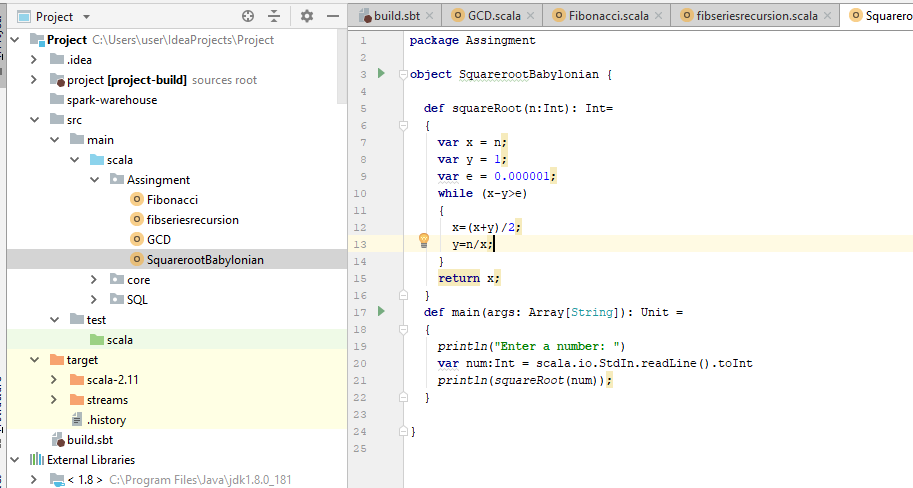 Project
Project C:\Users\user\IdeaProjects\Project
.idea
project [project-build] sources root
spark-warehouse
src
main
scala
Assingment
Fibonacci
fibseriesrecursion
GCD
SquarerootBabylonian
core
SQL
test
scala
target
scala-2.11
streams
.history
build.sbt
External Libraries
< 1.8 > C:\Program Files\Java\jdk1.8.0_181
build.sbt GCD.scala Fibonacci.scala fibseriesrecursion.scala Squarero
1 package Assingment
2
3 object SquarerootBabylonian {
4
5 def squareRoot(n:Int): Int=
6 {
7 var x = n;
8 var y = 1;
9 var e = 0.000001;
10 while (x-y>e)
11 {
12 x=(x+y)/2;
13 y=n/x;
14 }
15 return x;
16 }
17 def main(args: Array[String]): Unit =
18 {
19 println("Enter a number: ")
20 var num:Int = scala.io.StdIn.readLine().toInt
21 println(squareRoot(num));
22 }
23
24 }
25